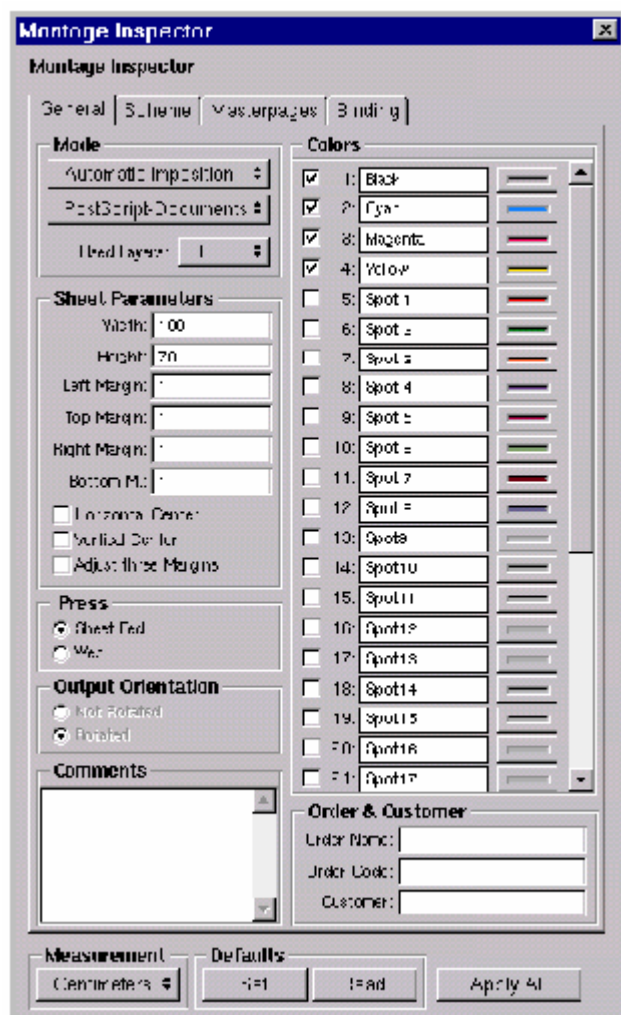 Montage Inspector
Montage Inspector
General Scheme Masterpages Binding
Mode
Automatic Imposition
PostScript-Documents
Used Layers: 1
Sheet Parameters
Width: 100
Height: 70
Left Margin: 1
Top Margin: 1
Right Margin: 1
Bottom M.: 1
Horizontal Center
Vertical Center
Adjust three Margins
Press
Sheet Fed
Web
Output Orientation
Not Rotated
Rotated
Comments
Colors
1: Black
2: Cyan
3: Magenta
4: Yellow
5: Spot 1
6: Spot 2
7: Spot 3
8: Spot 4
9: Spot 5
10: Spot 6
11: Spot 7
12: Spot 8
13: Spot9
14: Spot10
15: Spot11
16: Spot12
17: Spot13
18: Spot14
19: Spot15
20: Spot16
21: Spot17
Order & Customer
Order Name:
Order Code:
Customer:
Measurement
Centimeters
Defaults
Set
Read
Apply All